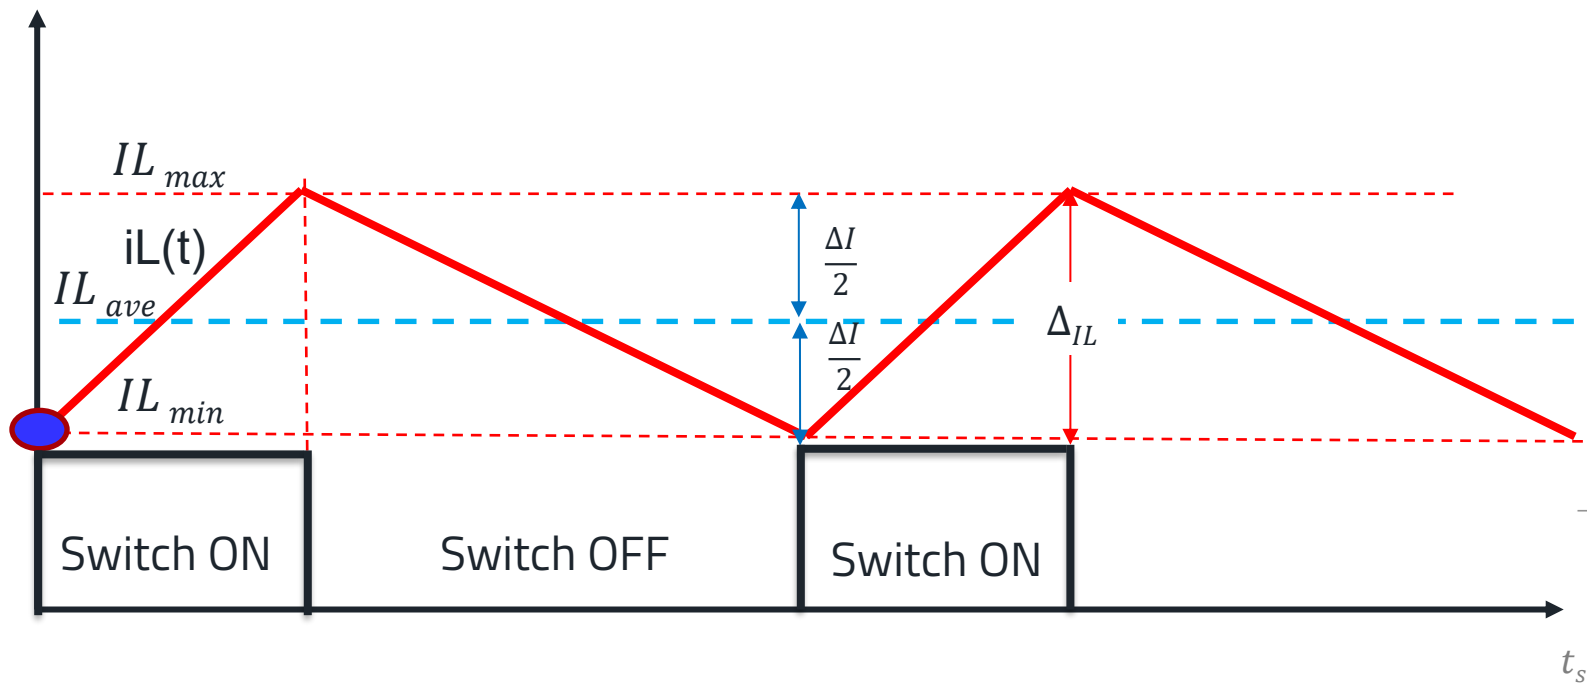 IL max
iL(t)
IL ave
IL min
ΔI
2
ΔI
2
Δ IL
Switch ON
Switch OFF
Switch ON
t s